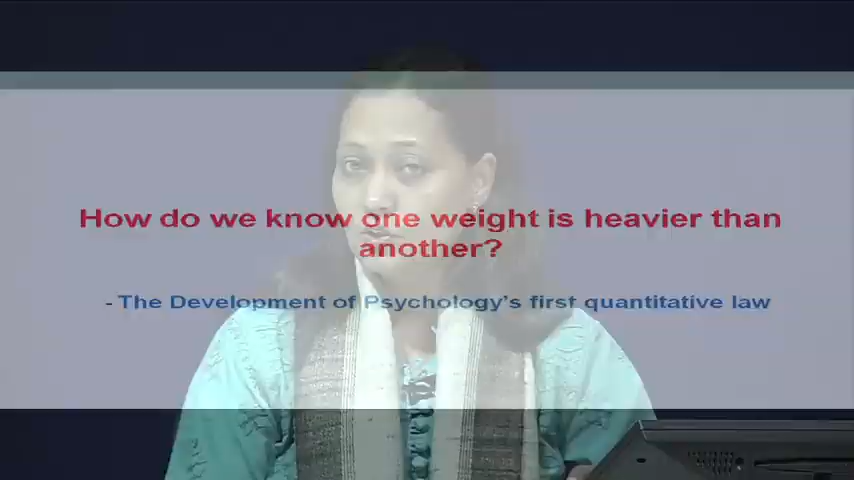 How do we know one weight is heavier than
another?
- The Development of Psychology's first quantitative law